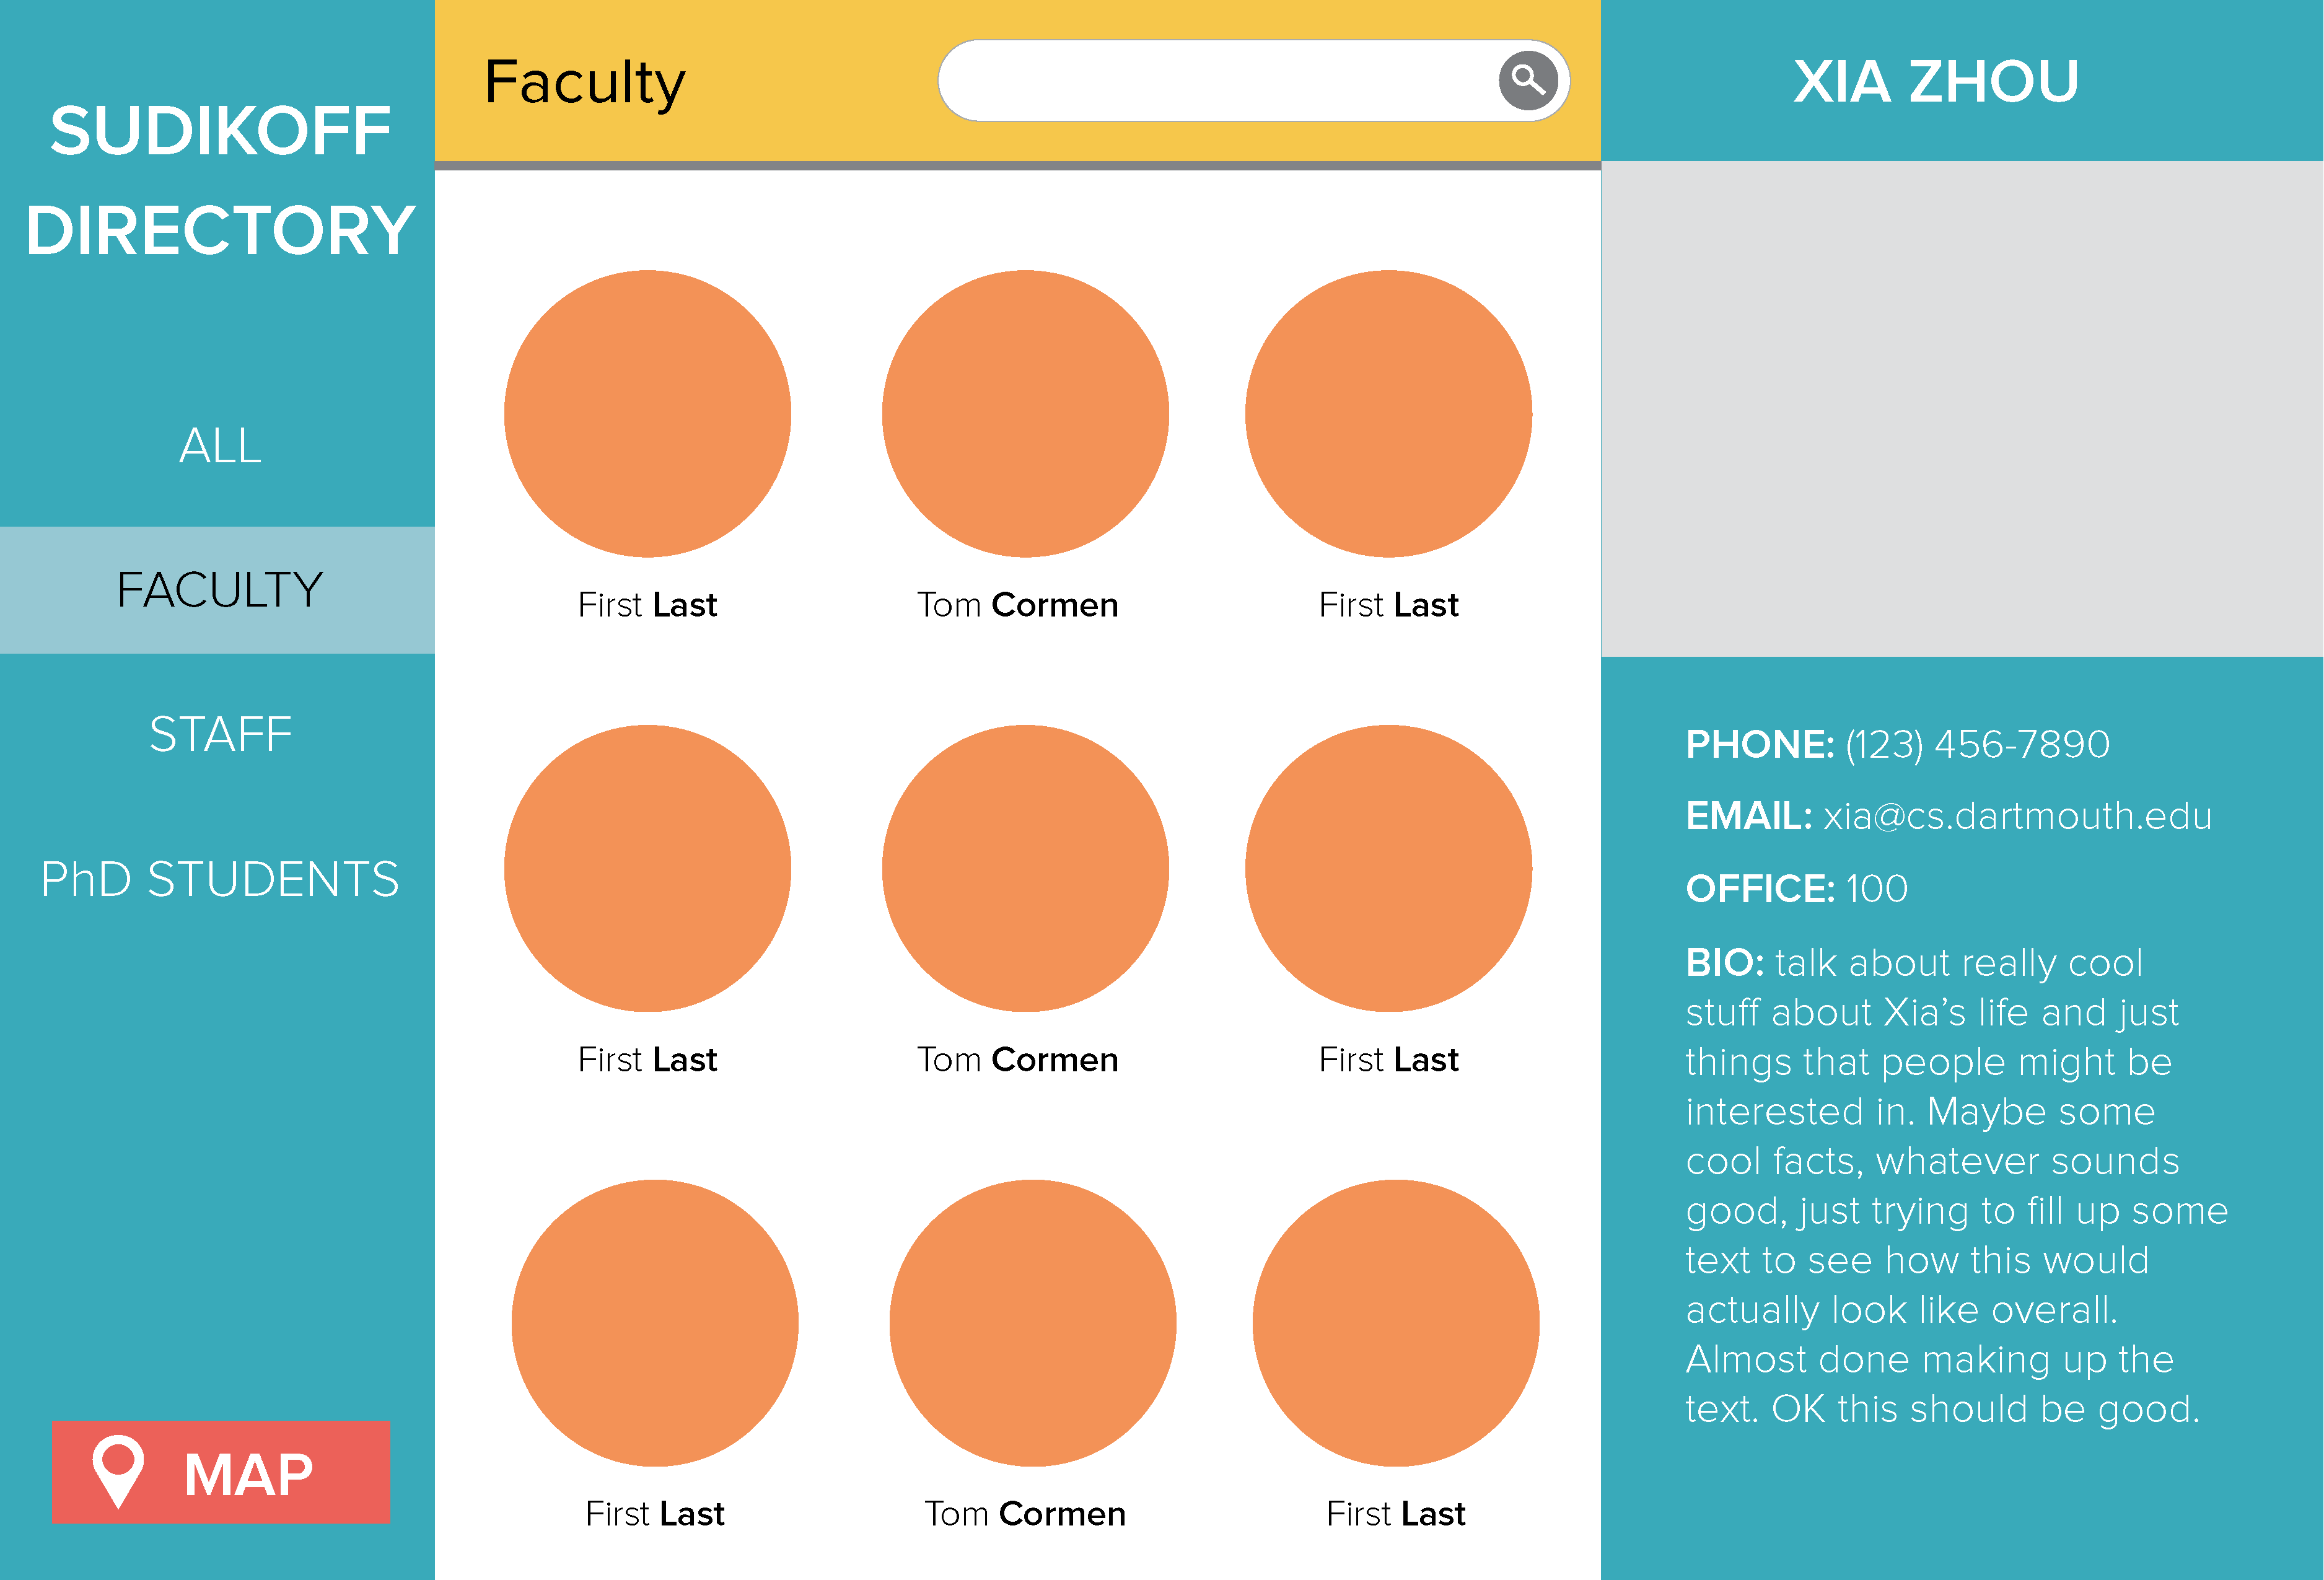 SUDIKOFF
DIRECTORY
ALL
FACULTY
STAFF
PhD STUDENTS
MAP
Faculty
First Last
Tom Cormen
First Last
First Last
Tom Cormen
First Last
First Last
Tom Cormen
First Last
XIA ZHOU
PHONE: (123) 456-7890
EMAIL: xia@cs.dartmouth.edu
OFFICE: 100
BIO: talk about really cool
stuff about Xia’s life and just
things that people might be
interested in. Maybe some
cool facts, whatever sounds
good, just trying to fill up some
text to see how this would
actually look like overall.
Almost done making up the
text. OK this should be good.